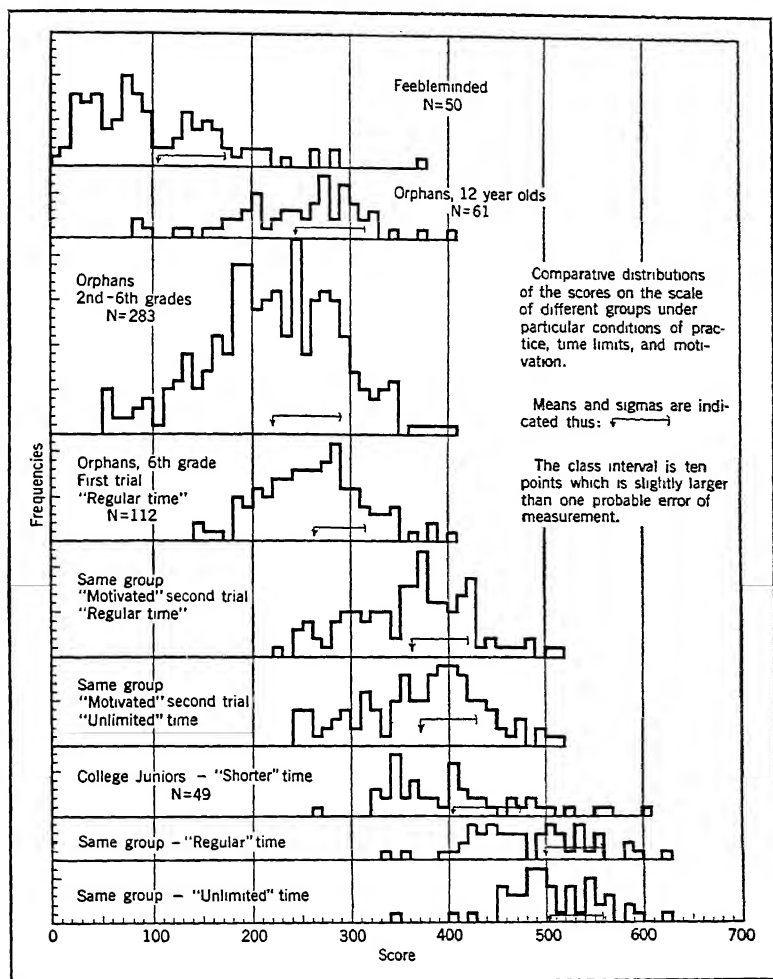 Feebleminded
N=50
Orphans, 12 year olds
N=61
Orphans
2nd-6th grades
N=283
Comparative distributions
of the scores on the scale
of different groups under
particular conditions of prac-
tice, time limits, and moti-
vation.
Means and sigmas are indi-
cated thus:
The class interval is ten
points which is slightly larger
than one probable error of
measurement.
Frequencies
Orphans, 6th grade
First trial
"Regular time"
N=112
Same group
"Motivated" second trial
"Regular time"
Same group
"Motivated" second trial
"Unlimited" time
College Juniors - "Shorter" time
N=49
Same group - "Regular" time
Same group - "Unlimited" time
0 100 200 300 400 500 600 700
Score